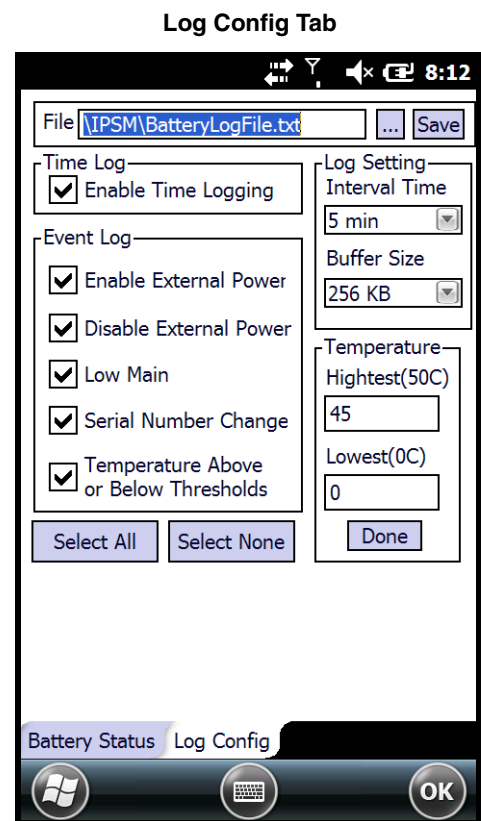 Log Config Tab
8:12
File \IPSM\BatteryLogFile.txt ... Save
Time Log
Enable Time Logging
Event Log
Enable External Power
Disable External Power
Low Main
Serial Number Change
Temperature Above
or Below Thresholds
Select All Select None
Log Setting
Interval Time
5 min
Buffer Size
256 KB
Temperature
Hightest(50C)
45
Lowest(0C)
0
Done
Battery Status Log Config
OK